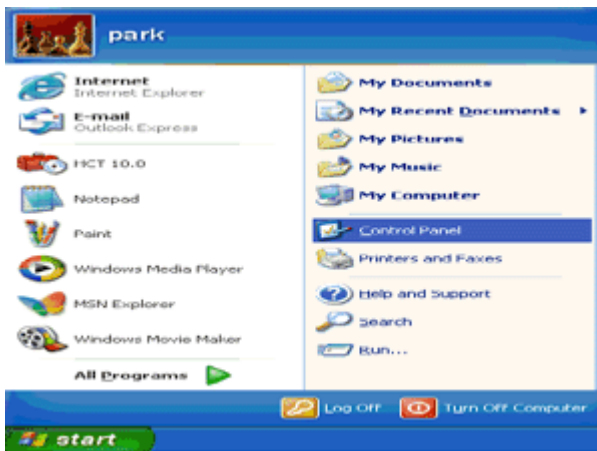 park
Internet
Internet Explorer
E-mail
Outlook Express
HCT 10.0
Notepad
Paint
Windows Media Player
MSN Explorer
Windows Movie Maker
All Programs
My Documents
My Recent Documents
My Pictures
My Music
My Computer
Control Panel
Printers and Faxes
Help and Support
Search
Run...
Log Off
Turn Off Computer
start